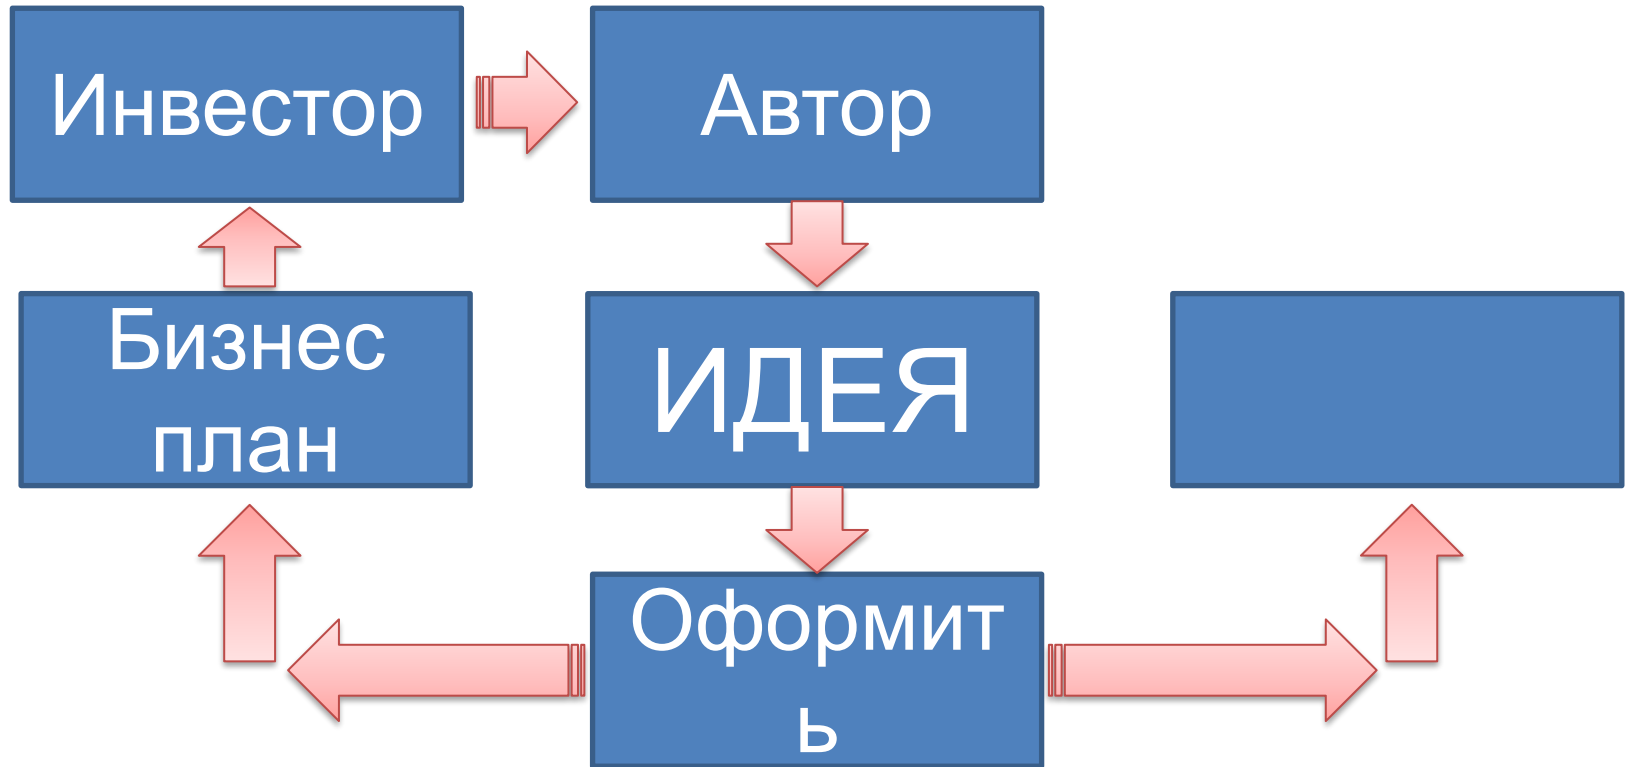 Инвестор
Автор
Бизнес
план
ИДЕЯ
Оформит
ь